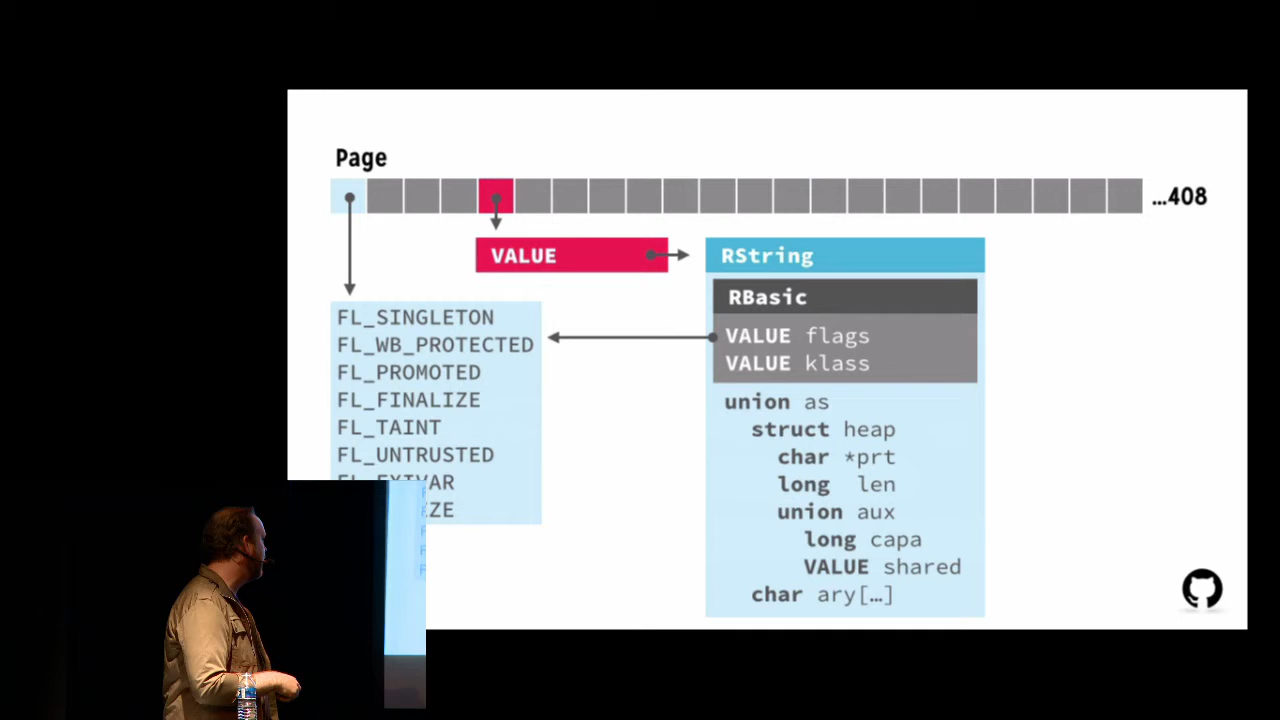 Page
...408
VALUE
RString
RBasic
VALUE flags
VALUE klass
FL_SINGLETON
FL_WB_PROTECTED
FL_PROMOTED
FL_FINALIZE
FL_TAINT
FL_UNTRUSTED
union as
struct heap
char *prt
long len
union aux
long capa
VALUE shared
char ary[…]